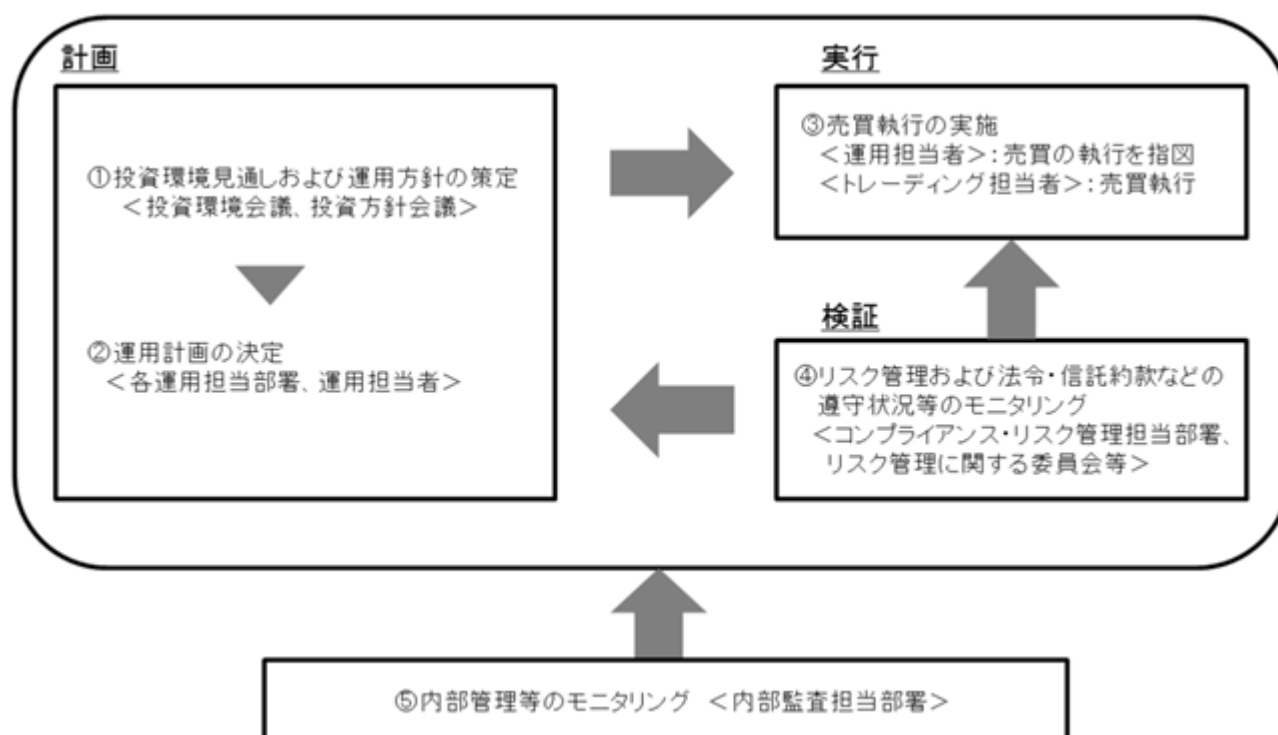 計画
①投資環境見通しおよび運用方針の策定
<投資環境会議、投資方針会議>
②運用計画の決定
<各運用担当部署、運用担当者>
実行
③売買執行の実施
<運用担当者>:売買の執行を指図
<トレーディング担当者>:売買執行
検証
④リスク管理および法令・信託約款などの
遵守状況等のモニタリング
<コンプライアンス・リスク管理担当部署、
リスク管理に関する委員会等>
⑤内部管理等のモニタリング <内部監査担当部署>